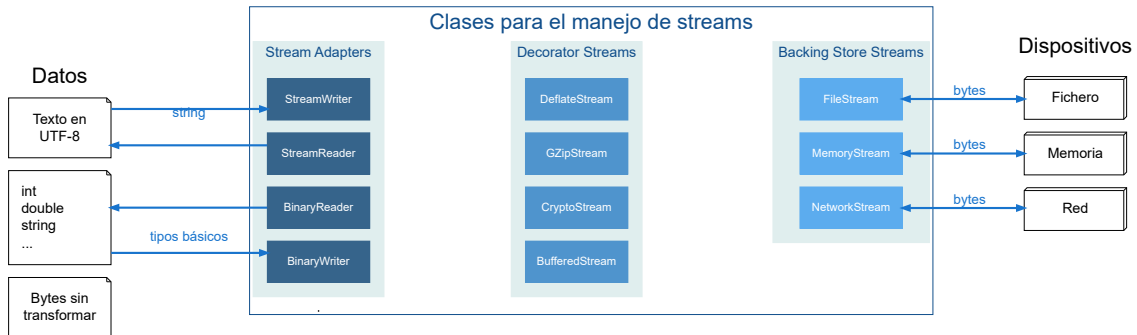 Clases para el manejo de streams
Datos
Texto en
UTF-8
int
double
string
...
Bytes sin
transformar
string
tipos básicos
Stream Adapters
StreamWriter
StreamReader
BinaryReader
BinaryWriter
.
Decorator Streams
DeflateStream
GZipStream
CryptoStream
BufferedStream
Backing Store Streams
FileStream
MemoryStream
NetworkStream
bytes
bytes
bytes
Dispositivos
Fichero
Memoria
Red